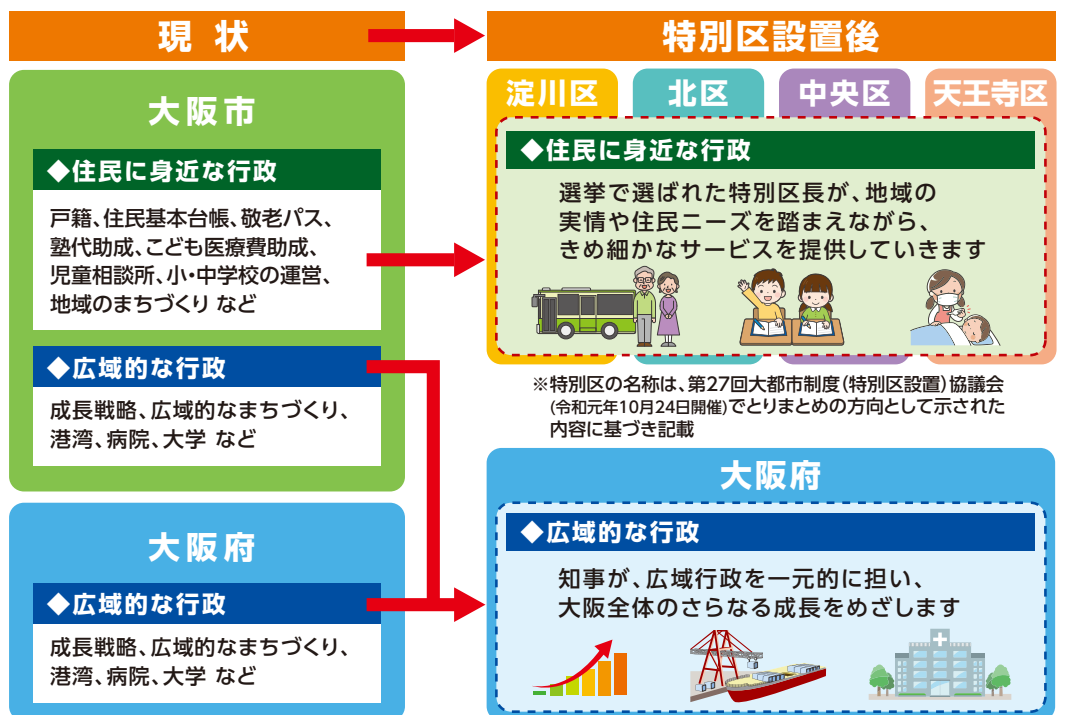 現状
特別区設置後
大阪市
◆住民に身近な行政
戸籍、住民基本台帳、敬老パス、
塾代助成、こども医療費助成、
児童相談所、小・中学校の運営、
地域のまちづくり など
◆広域的な行政
成長戦略、広域的なまちづくり、
港湾、病院、大学 など
大阪府
◆広域的な行政
成長戦略、広域的なまちづくり、
港湾、病院、大学 など
淀川区
北区
中央区
天王寺区
◆住民に身近な行政
選挙で選ばれた特別区長が、地域の
実情や住民ニーズを踏まえながら、
きめ細かなサービスを提供していきます
※特別区の名称は、第27回大都市制度(特別区設置)協議会
(令和元年10月24日開催)でとりまとめの方向として示された
内容に基づき記載
大阪府
◆広域的な行政
知事が、広域行政を一元的に担い、
大阪全体のさらなる成長をめざします